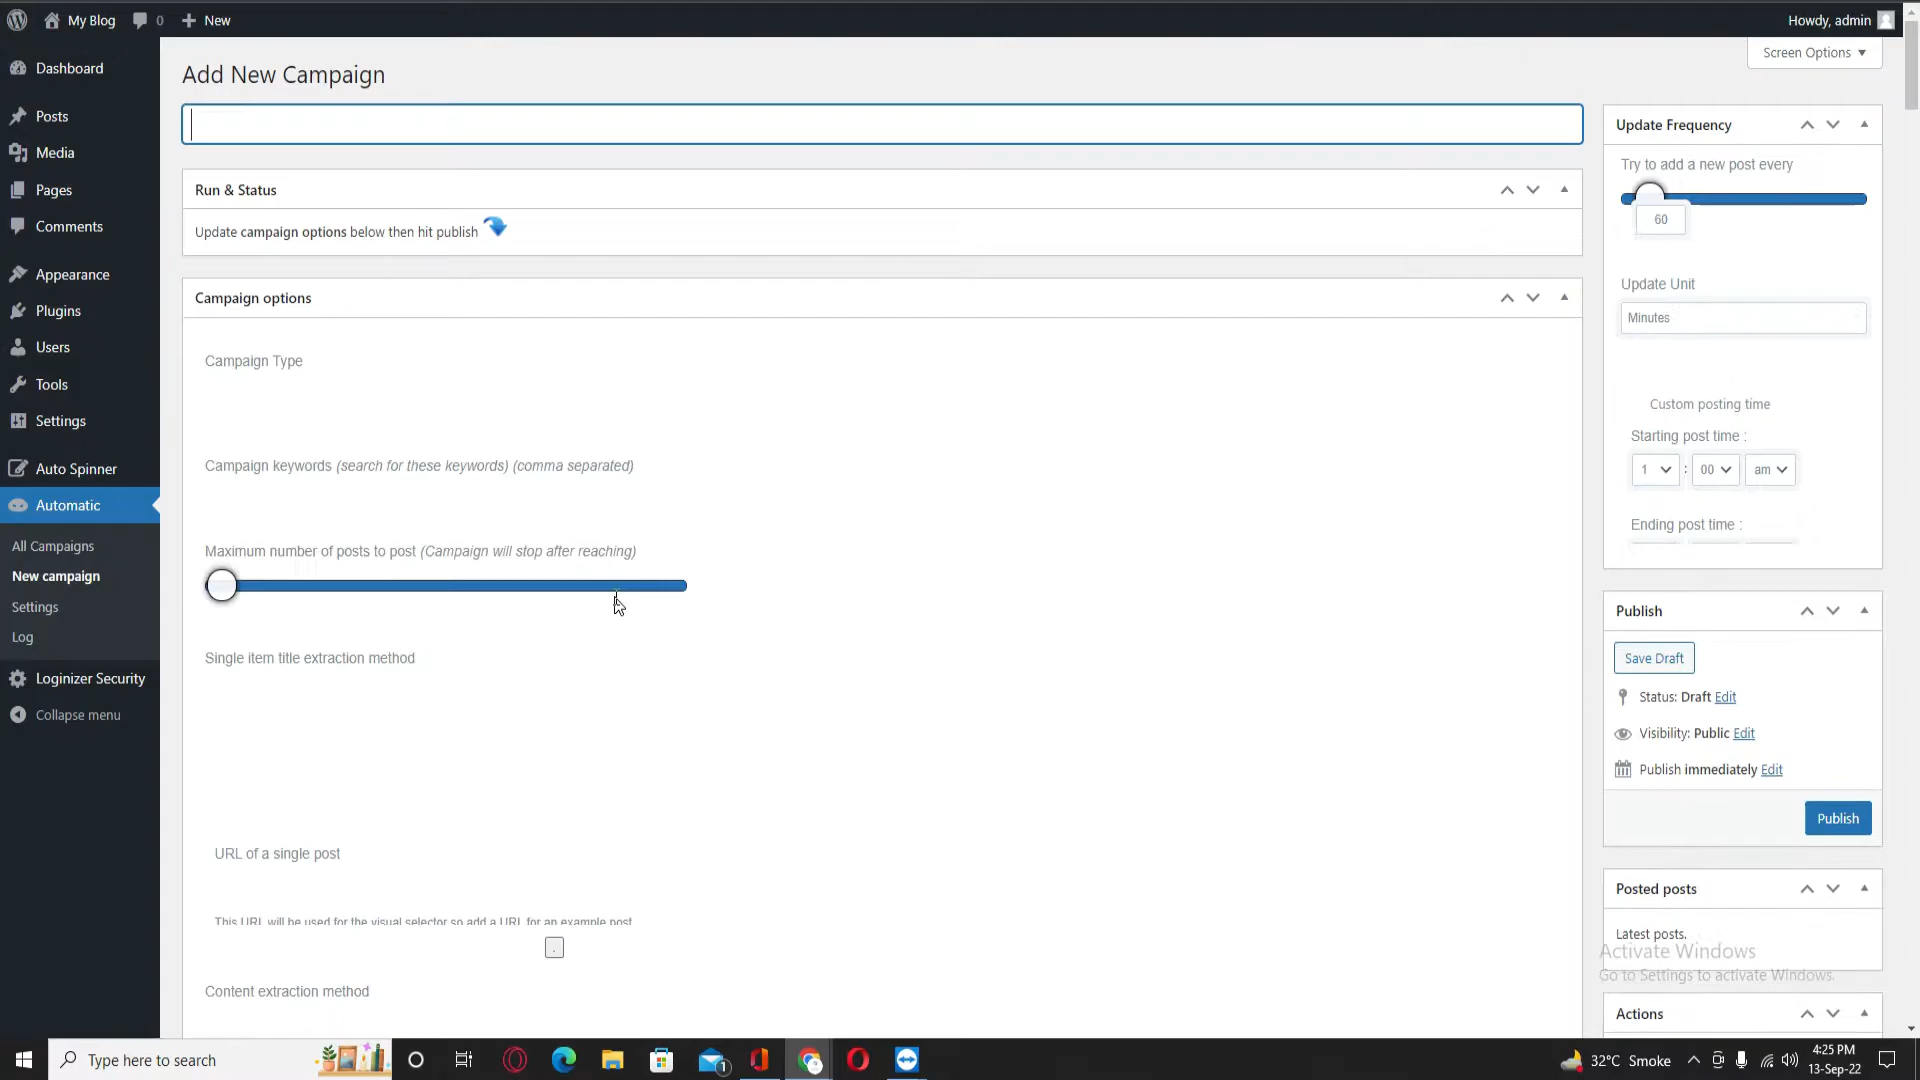 My Blog
0
New
Howdy, admin
Screen Options
Dashboard
Posts
Media
Pages
Comments
Appearance
Plugins
Users
Tools
Settings
Auto Spinner
Automatic
All Campaigns
New campaign
Settings
Log
Loginizer Security
Collapse menu
Add New Campaign
Run & Status
Update campaign options below then hit publish
Campaign options
Campaign Type
Campaign keywords (search for these keywords) (comma separated)
Maximum number of posts to post (Campaign will stop after reaching)
Single item title extraction method
URL of a single post
This URL will be used for the visual selector so add a URL for an example post
.
Content extraction method
Update Frequency
Try to add a new post every
60
Update Unit
Minutes
Custom posting time
Starting post time :
1 : 00 am
Ending post time :
Publish
Save Draft
Status: Draft Edit
Visibility: Public Edit
Publish immediately Edit
Publish
Posted posts
Latest posts.
Activate Windows
Go to Settings to activate Windows.
Actions
Type here to search
1
32°C Smoke
4:25 PM
13-Sep-22